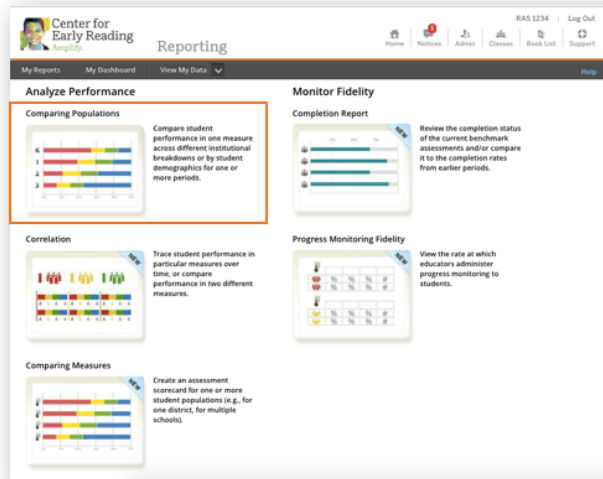 Center for
Early Reading
Amplify.
Reporting
RAS 1234 | Log Out
Home
1
Notices
Admin
Classes
Book List
Support
My Reports
My Dashboard
View My Data
Help
Analyze Performance
Comparing Populations
K
1
2
3
Compare student
performance in one measure
across different institutional
breakdowns or by student
demographics for one or
more periods.
Correlation
NEW
Trace student performance in
particular measures over
time, or compare
performance in two different
measures.
Comparing Measures
NEW
Create an assessment
scorecard for one or more
student populations (e.g., for
one district, for multiple
schools).
Monitor Fidelity
Completion Report
NEW
Review the completion status
of the current benchmark
assessments and/or compare
it to the completion rates
from earlier periods.
Progress Monitoring Fidelity
NEW
% % % #
% % % #
View the rate at which
educators administer
progress monitoring to
students.